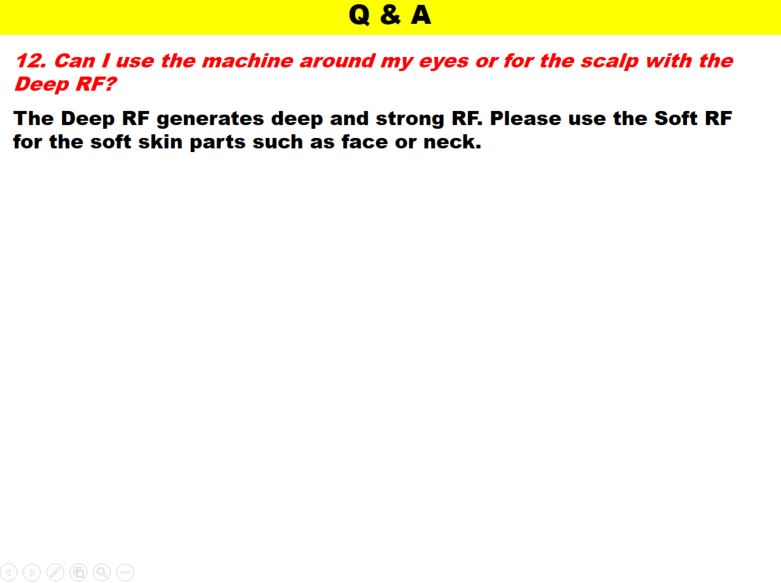 Q & A
12. Can I use the machine around my eyes or for the scalp with the
Deep RF?
The Deep RF generates deep and strong RF. Please use the Soft RF
for the soft skin parts such as face or neck.